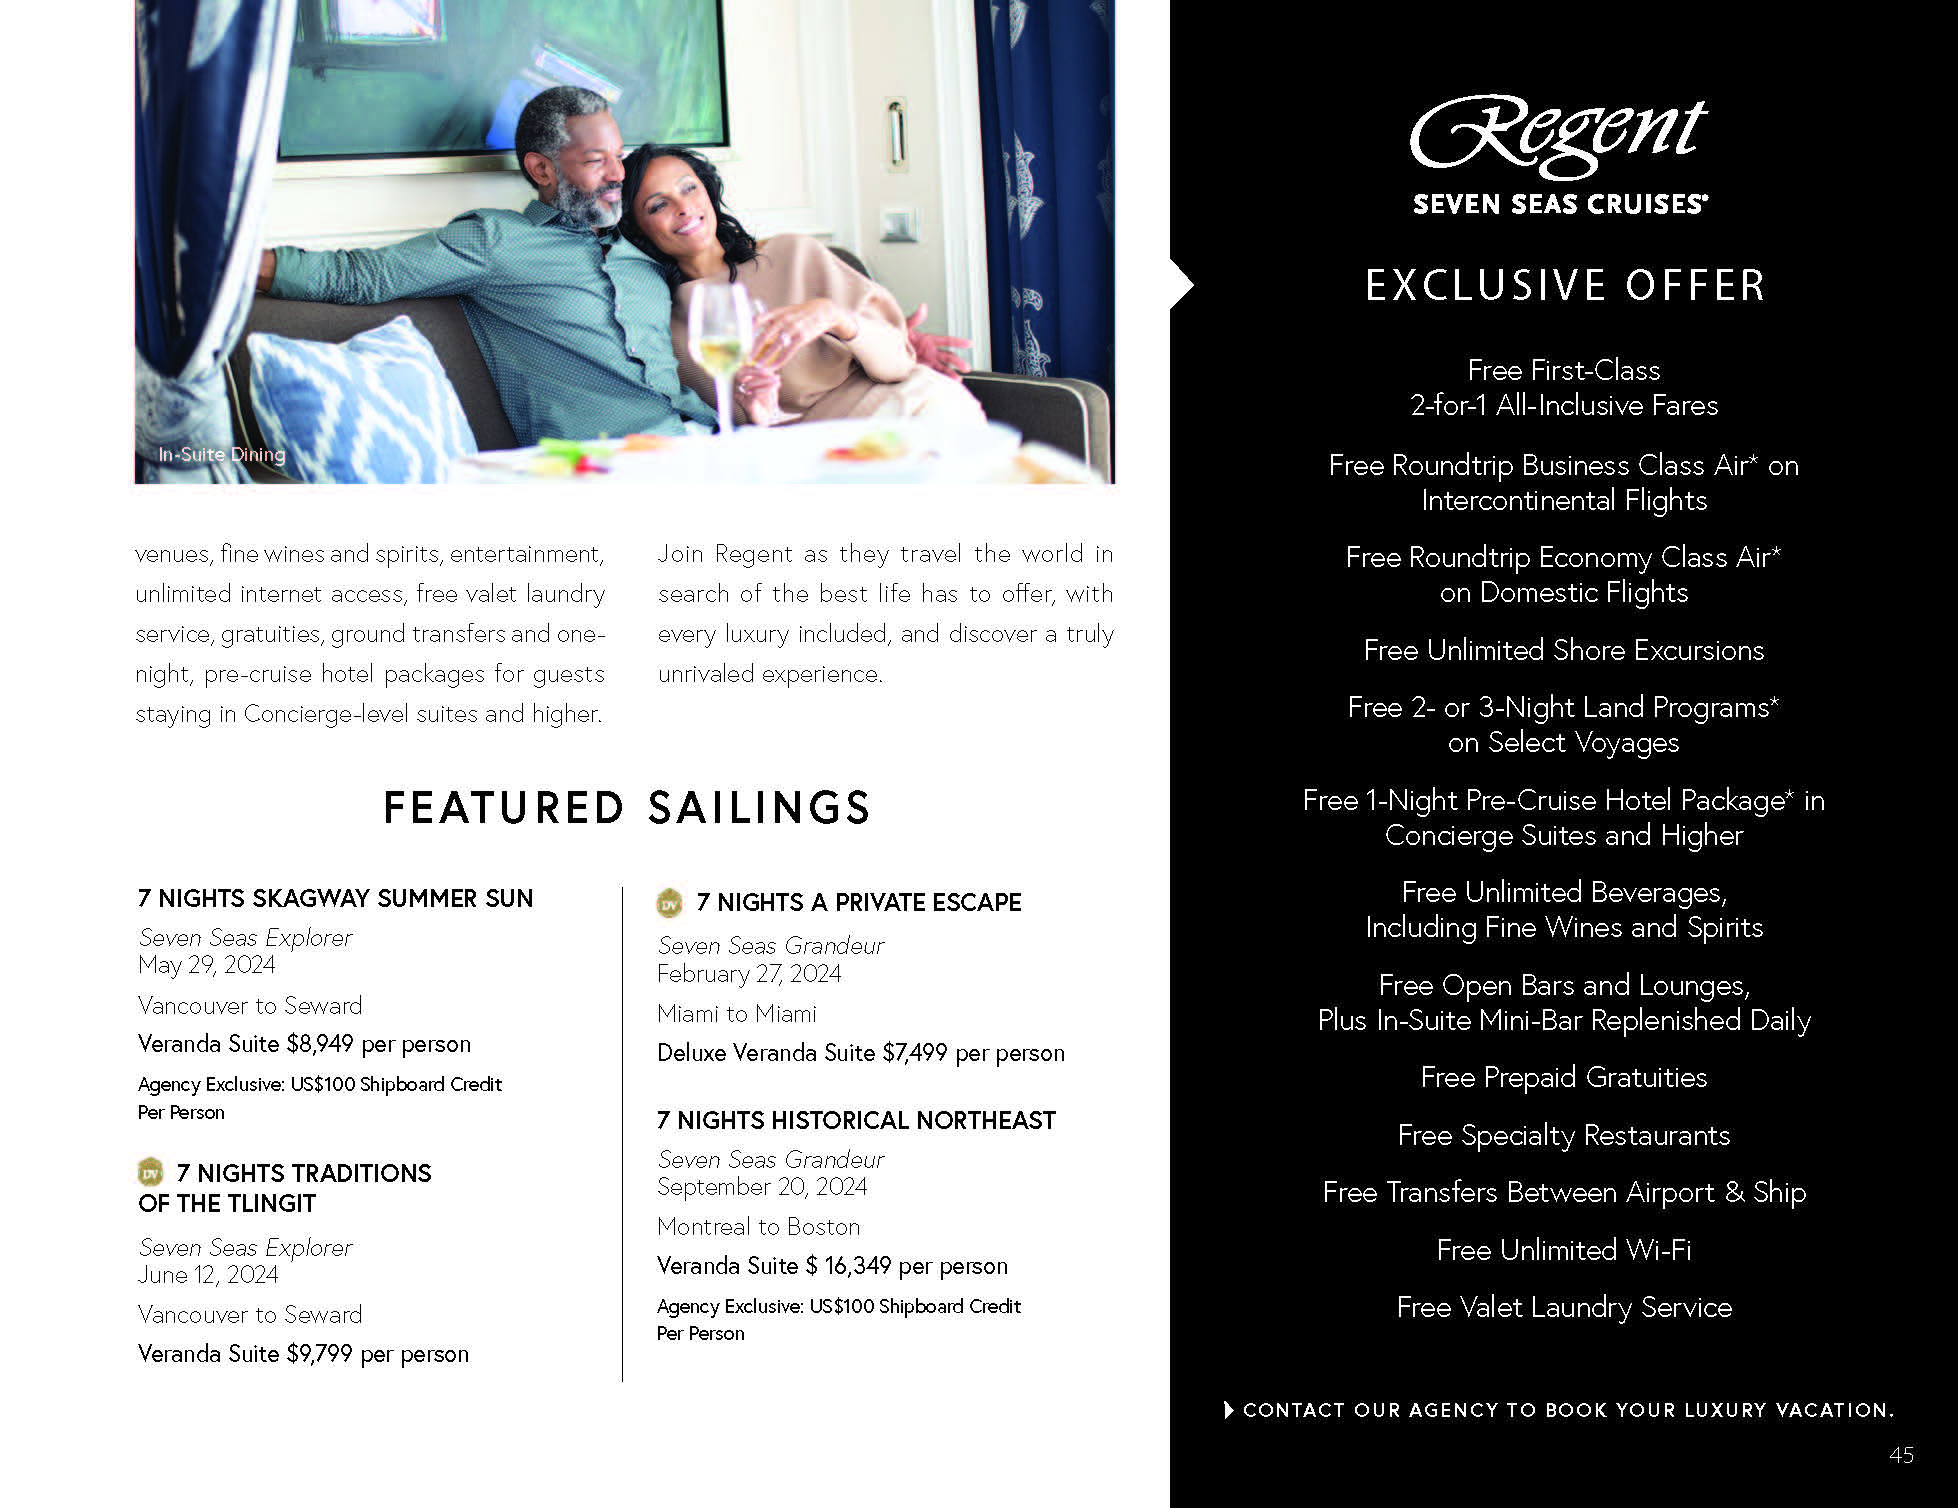 In-Suite Dining
venues, fine wines and spirits, entertainment,
unlimited internet access, free valet laundry
service, gratuities, ground transfers and one-
night, pre-cruise hotel packages for guests
staying in Concierge-level suites and higher.
Join Regent as they travel the world in
search of the best life has to offer, with
every luxury included, and discover a truly
unrivaled experience.
FEATURED SAILINGS
7 NIGHTS SKAGWAY SUMMER SUN
Seven Seas Explorer
May 29, 2024
Vancouver to Seward
Veranda Suite $8,949 per person
Agency Exclusive: US$100 Shipboard Credit
Per Person
DV 7 NIGHTS TRADITIONS
OF THE TLINGIT
Seven Seas Explorer
June 12, 2024
Vancouver to Seward
Veranda Suite $9,799 per person
DV 7 NIGHTS A PRIVATE ESCAPE
Seven Seas Grandeur
February 27, 2024
Miami to Miami
Deluxe Veranda Suite $7,499 per person
7 NIGHTS HISTORICAL NORTHEAST
Seven Seas Grandeur
September 20, 2024
Montreal to Boston
Veranda Suite $ 16,349 per person
Agency Exclusive: US$100 Shipboard Credit
Per Person
Regent
SEVEN SEAS CRUISES®
EXCLUSIVE OFFER
Free First-Class
2-for-1 All-Inclusive Fares
Free Roundtrip Business Class Air* on
Intercontinental Flights
Free Roundtrip Economy Class Air*
on Domestic Flights
Free Unlimited Shore Excursions
Free 2- or 3-Night Land Programs*
on Select Voyages
Free 1-Night Pre-Cruise Hotel Package* in
Concierge Suites and Higher
Free Unlimited Beverages,
Including Fine Wines and Spirits
Free Open Bars and Lounges,
Plus In-Suite Mini-Bar Replenished Daily
Free Prepaid Gratuities
Free Specialty Restaurants
Free Transfers Between Airport & Ship
Free Unlimited Wi-Fi
Free Valet Laundry Service
CONTACT OUR AGENCY TO BOOK YOUR LUXURY VACATION.
45